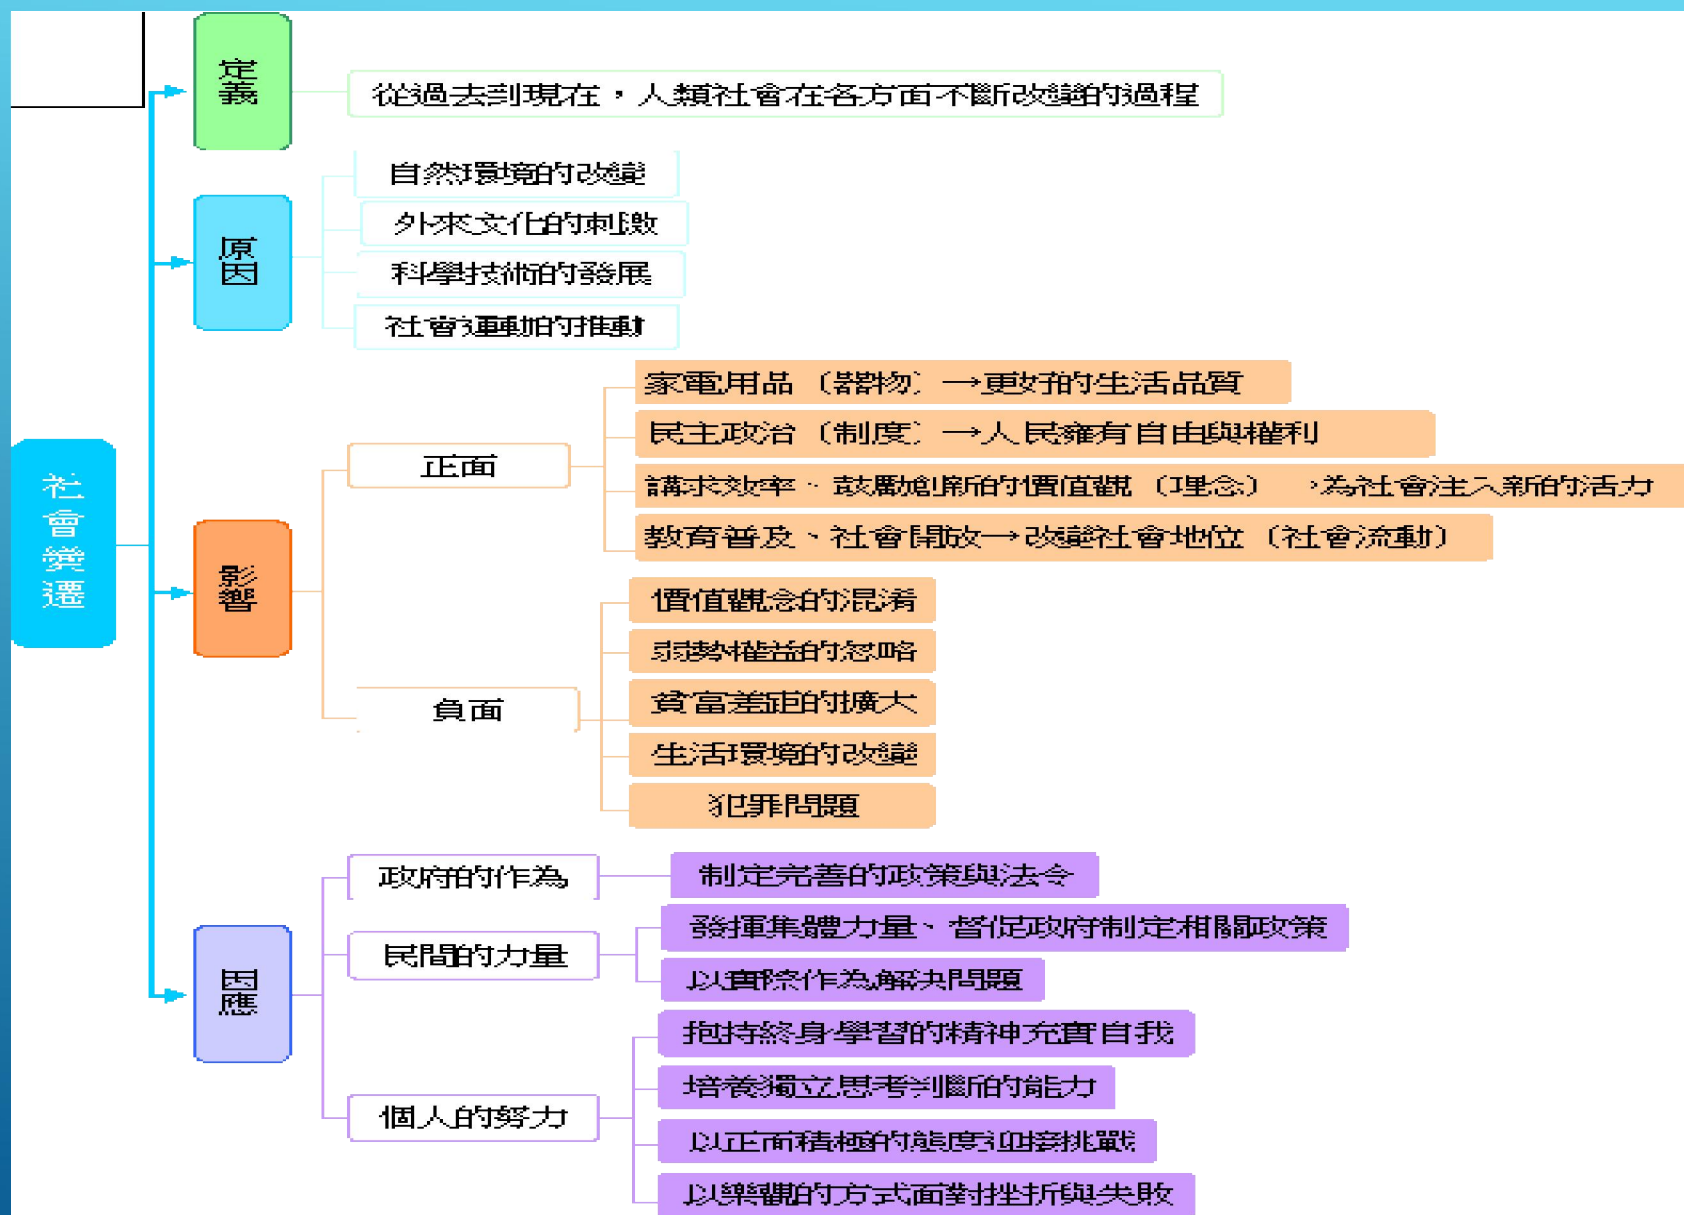 社會變遷
定義
從過去到現在，人類社會在各方面不斷改變的過程
原因
自然環境的改變
外來文化的刺激
科學技術的發展
社會運動的推動
影響
正面
家電用品（器物）→更好的生活品質
民主政治（制度）→人民擁有自由與權利
講求效率、鼓勵創新的價值觀（理念）→為社會注入新的活力
教育普及、社會開放→改變社會地位（社會流動）
負面
價值觀念的混淆
弱勢權益的忽略
貧富差距的擴大
生活環境的改變
犯罪問題
因應
政府的作為
制定完善的政策與法令
民間的力量
發揮集體力量、督促政府制定相關政策
以實際作為解決問題
個人的努力
抱持終身學習的精神充實自我
培養獨立思考判斷的能力
以正面積極的態度迎接挑戰
以樂觀的方式面對挫折與失敗